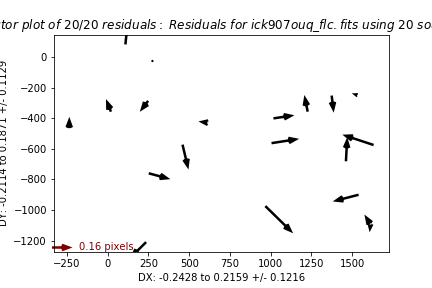 tor plot of 20/20 residuals : Residuals for ick907ouq_flc.fits using 20 sou
DY: -0.2114 to 0.1871 +/- 0.1129
0
−200
−400
−600
−800
−1000
−1200
0.16 pixels
−250 0 250 500 750 1000 1250 1500
DX: -0.2428 to 0.2159 +/- 0.1216